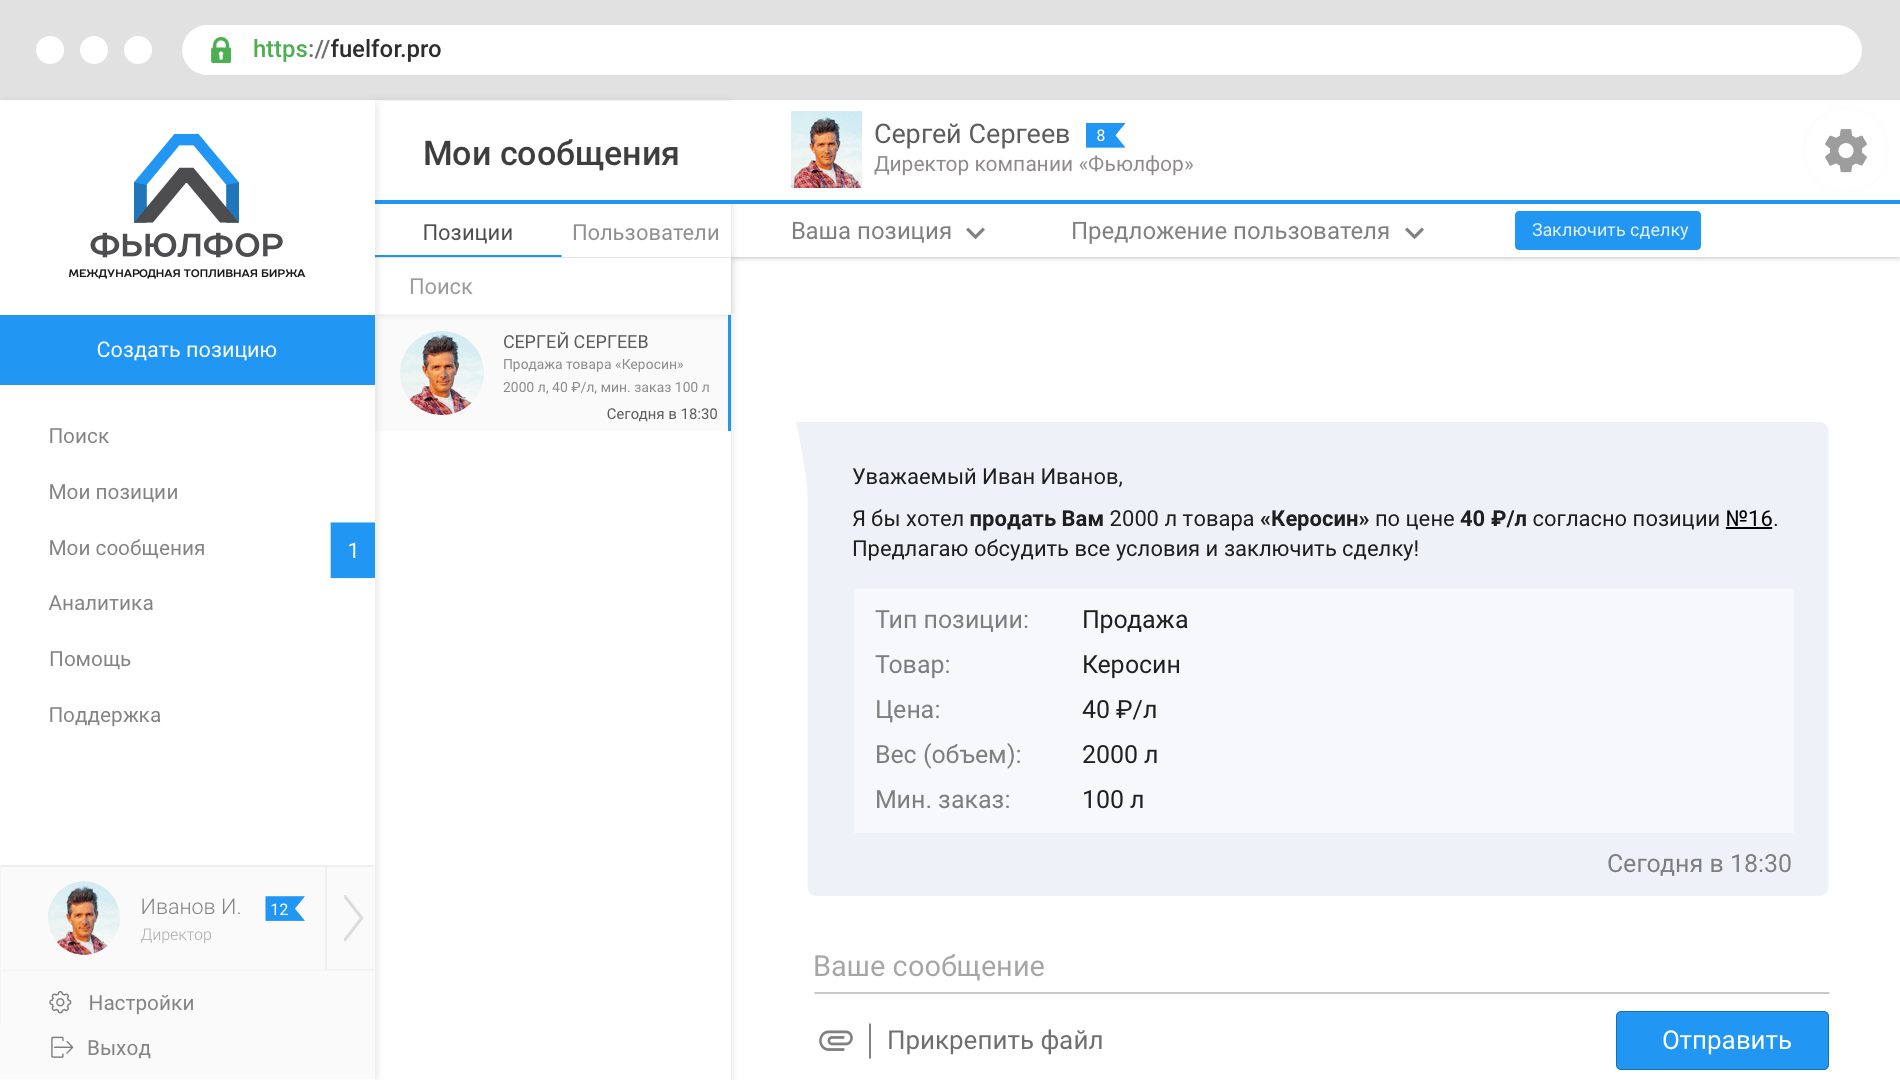 https://fuelfor.pro
ФЬЮЛФОР
МЕЖДУНАРОДНАЯ ТОПЛИВНАЯ БИРЖА
Создать позицию
Поиск
Мои позиции
Мои сообщения
1
Аналитика
Помощь
Поддержка
Иванов И.
12
Директор
Настройки
Выход
Мои сообщения
Позиции
Пользователи
Поиск
СЕРГЕЙ СЕРГЕЕВ
Продажа товара «Керосин»
2000 л, 40 ₽/л, мин. заказ 100 л
Сегодня в 18:30
Сергей Сергеев
8
Директор компании «Фьюлфор»
Ваша позиция
Предложение пользователя
Заключить сделку
Уважаемый Иван Иванов,
Я бы хотел продать Вам 2000 л товара «Керосин» по цене 40 ₽/л согласно позиции №16.
Предлагаю обсудить все условия и заключить сделку!
Тип позиции: Продажа
Товар: Керосин
Цена: 40 ₽/л
Вес (объем): 2000 л
Мин. заказ: 100 л
Сегодня в 18:30
Ваше сообщение
Прикрепить файл
Отправить